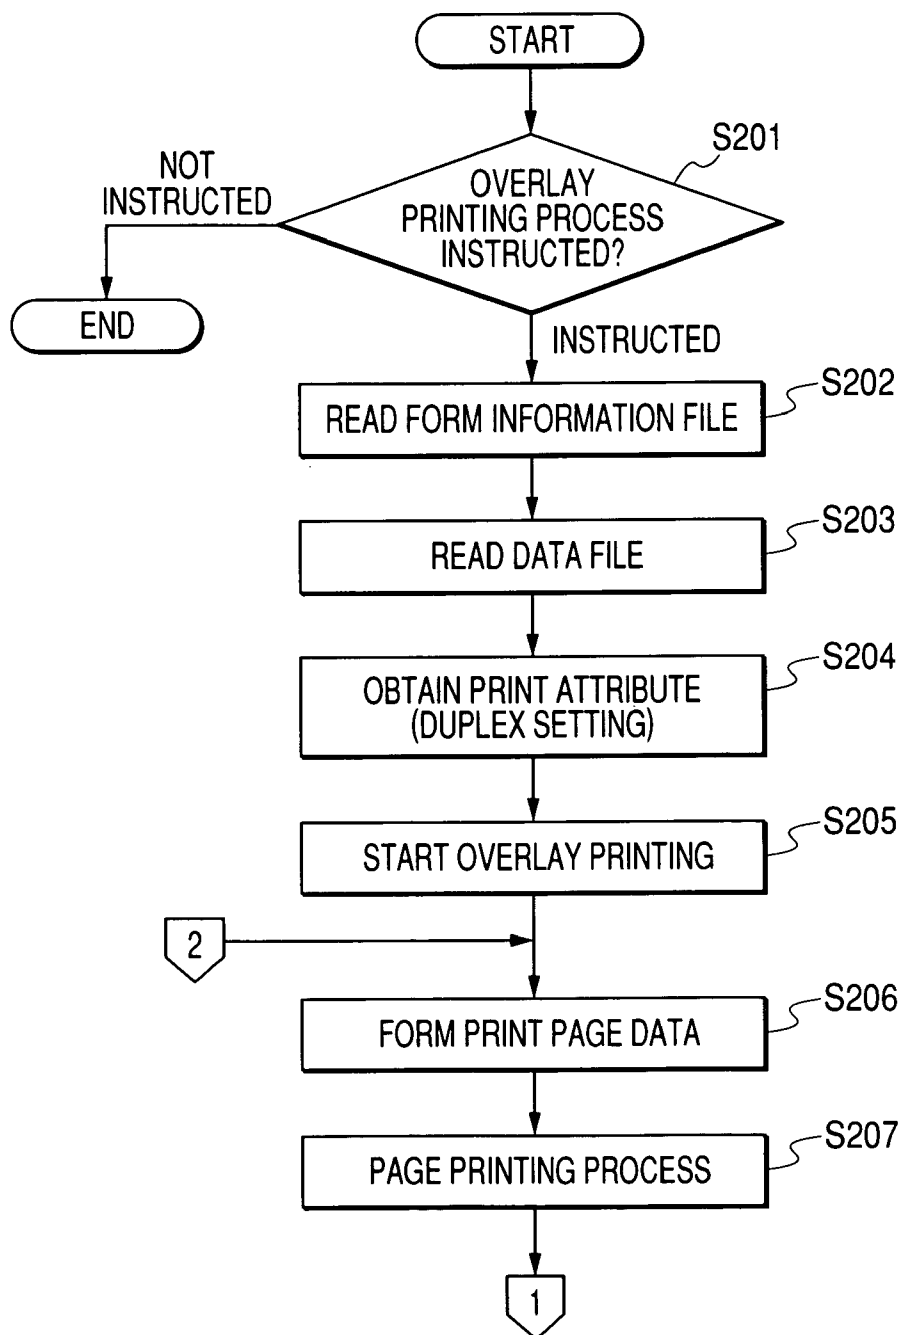 START
S201
NOT
INSTRUCTED
OVERLAY
PRINTING PROCESS
INSTRUCTED?
END
INSTRUCTED
S202
READ FORM INFORMATION FILE
S203
READ DATA FILE
S204
OBTAIN PRINT ATTRIBUTE
(DUPLEX SETTING)
S205
START OVERLAY PRINTING
2
S206
FORM PRINT PAGE DATA
S207
PAGE PRINTING PROCESS
1